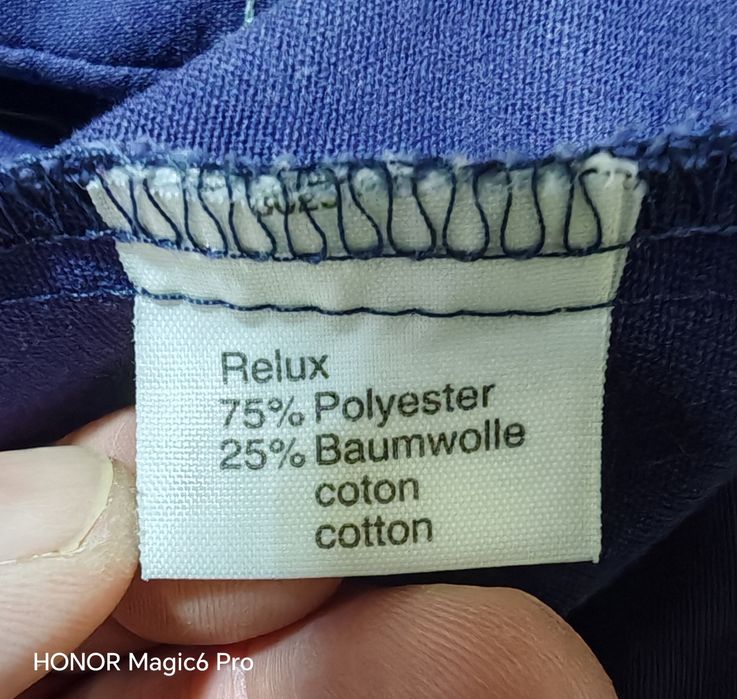 Relux
75% Polyester
25% Baumwolle
coton
cotton
HONOR Magic6 Pro